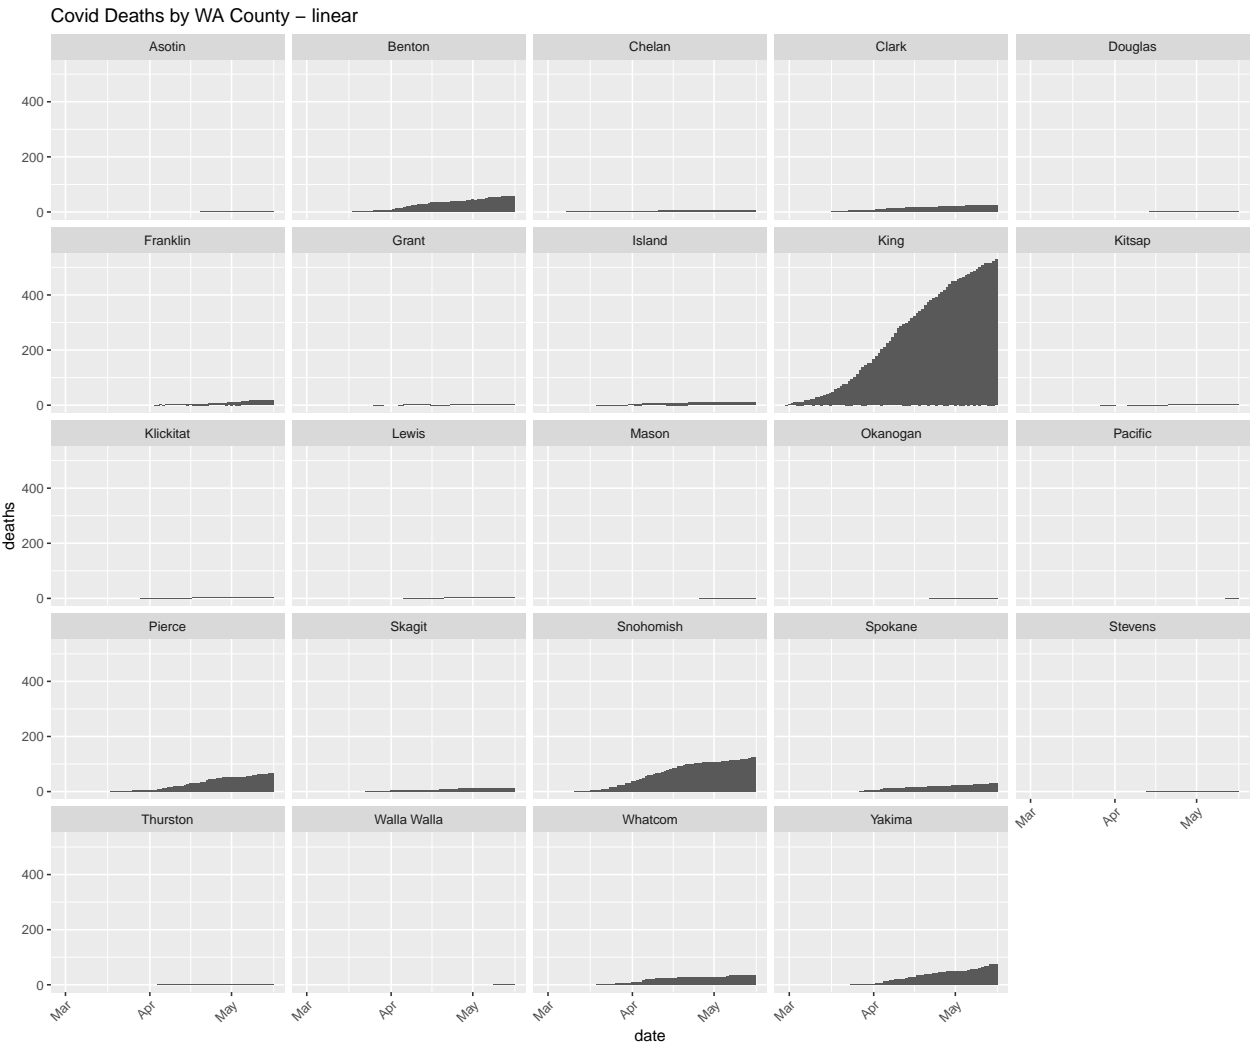 Covid Deaths by WA County – linear
Asotin Benton Chelan Clark Douglas
400
200
0
Franklin Grant Island King Kitsap
400
200
0
Klickitat Lewis Mason Okanogan Pacific
400
200
0
deaths
Pierce Skagit Snohomish Spokane Stevens
400
200
0
Mar Apr May
Thurston Walla Walla Whatcom Yakima
400
200
0
Mar Apr May Mar Apr May Mar Apr May Mar Apr May
date